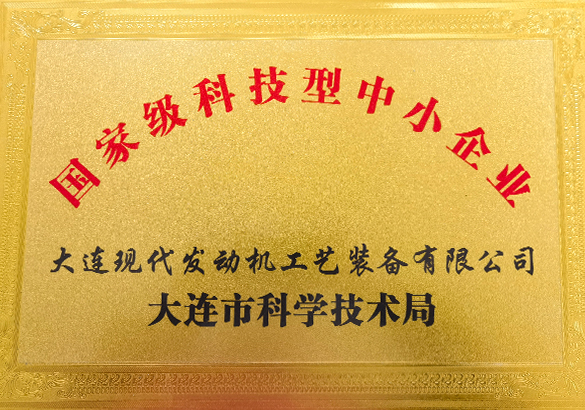 国家级科技型中小企业
大连现代发动机工艺装备有限公司
大连市科学技术局